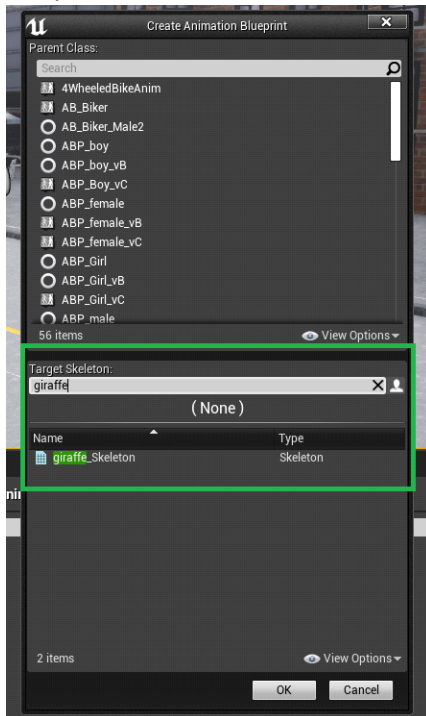 Create Animation Blueprint
Parent Class:
Search
4WheeledBikeAnim
AB_Biker
AB_Biker_Male2
ABP_boy
ABP_boy_vB
ABP_Boy_vC
ABP_female
ABP_female_vB
ABP_female_vC
ABP_Girl
ABP_Girl_vB
ABP_Girl_vC
ABP_male
56 items View Options
Target Skeleton:
giraffe
( None )
Name Type
giraffe_Skeleton Skeleton
2 items View Options
OK Cancel